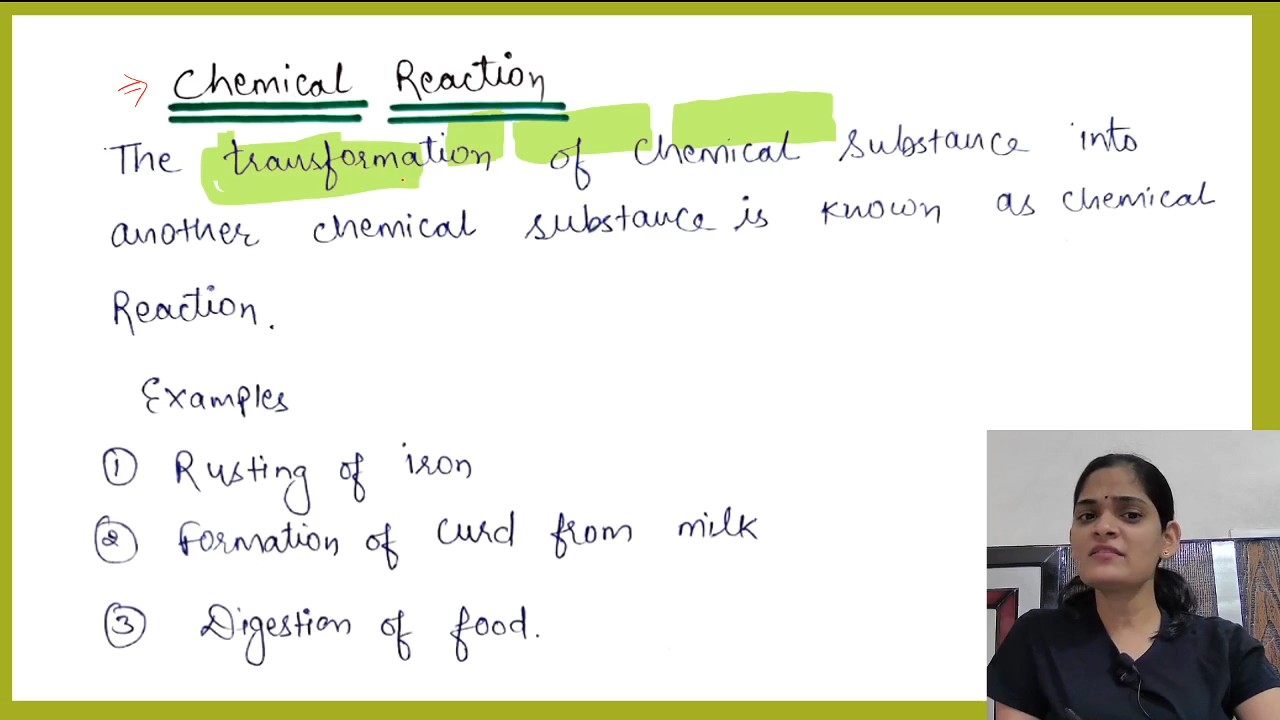 ⇒ Chemical Reaction
The transformation of chemical substance into
another chemical substance is known as chemical
Reaction.
Examples
① Rusting of iron
② Formation of curd from milk
③ Digestion of food.